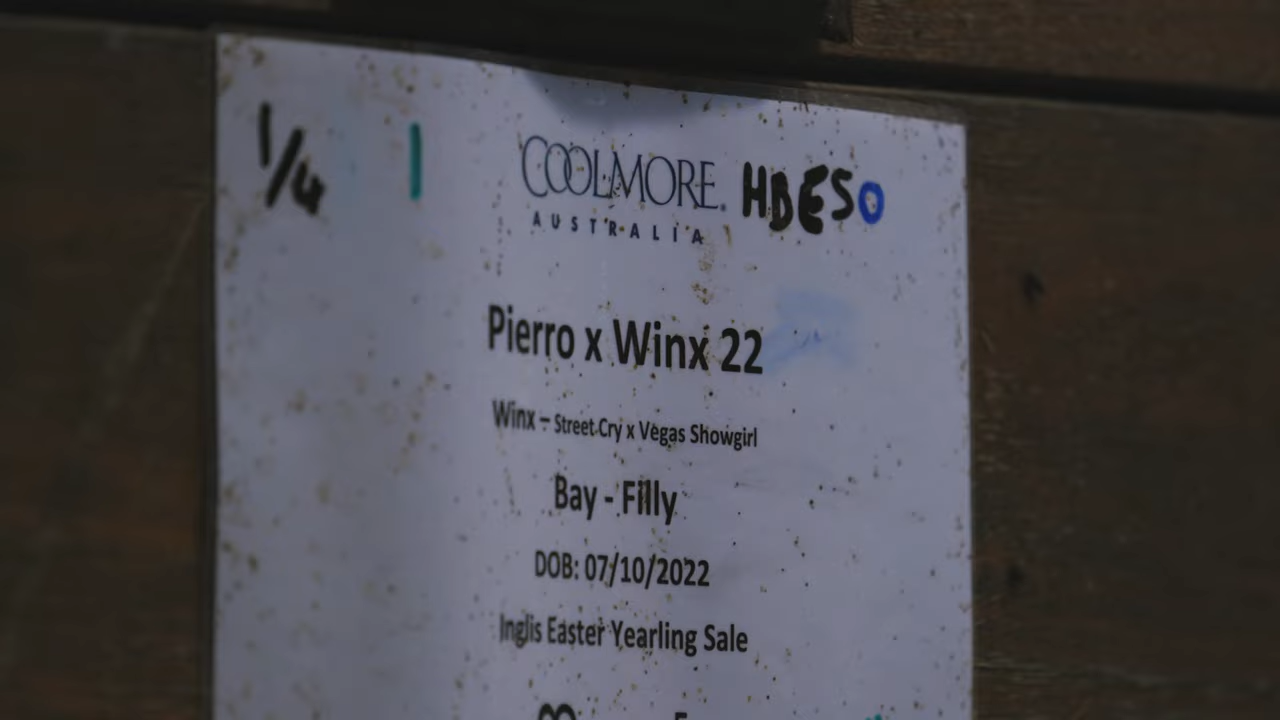 1/4 | COOLMORE HBESO
AUSTRALIA
Pierro x Winx 22
Winx – Street Cry x Vegas Showgirl
Bay - Filly
DOB: 07/10/2022
Inglis Easter Yearling Sale